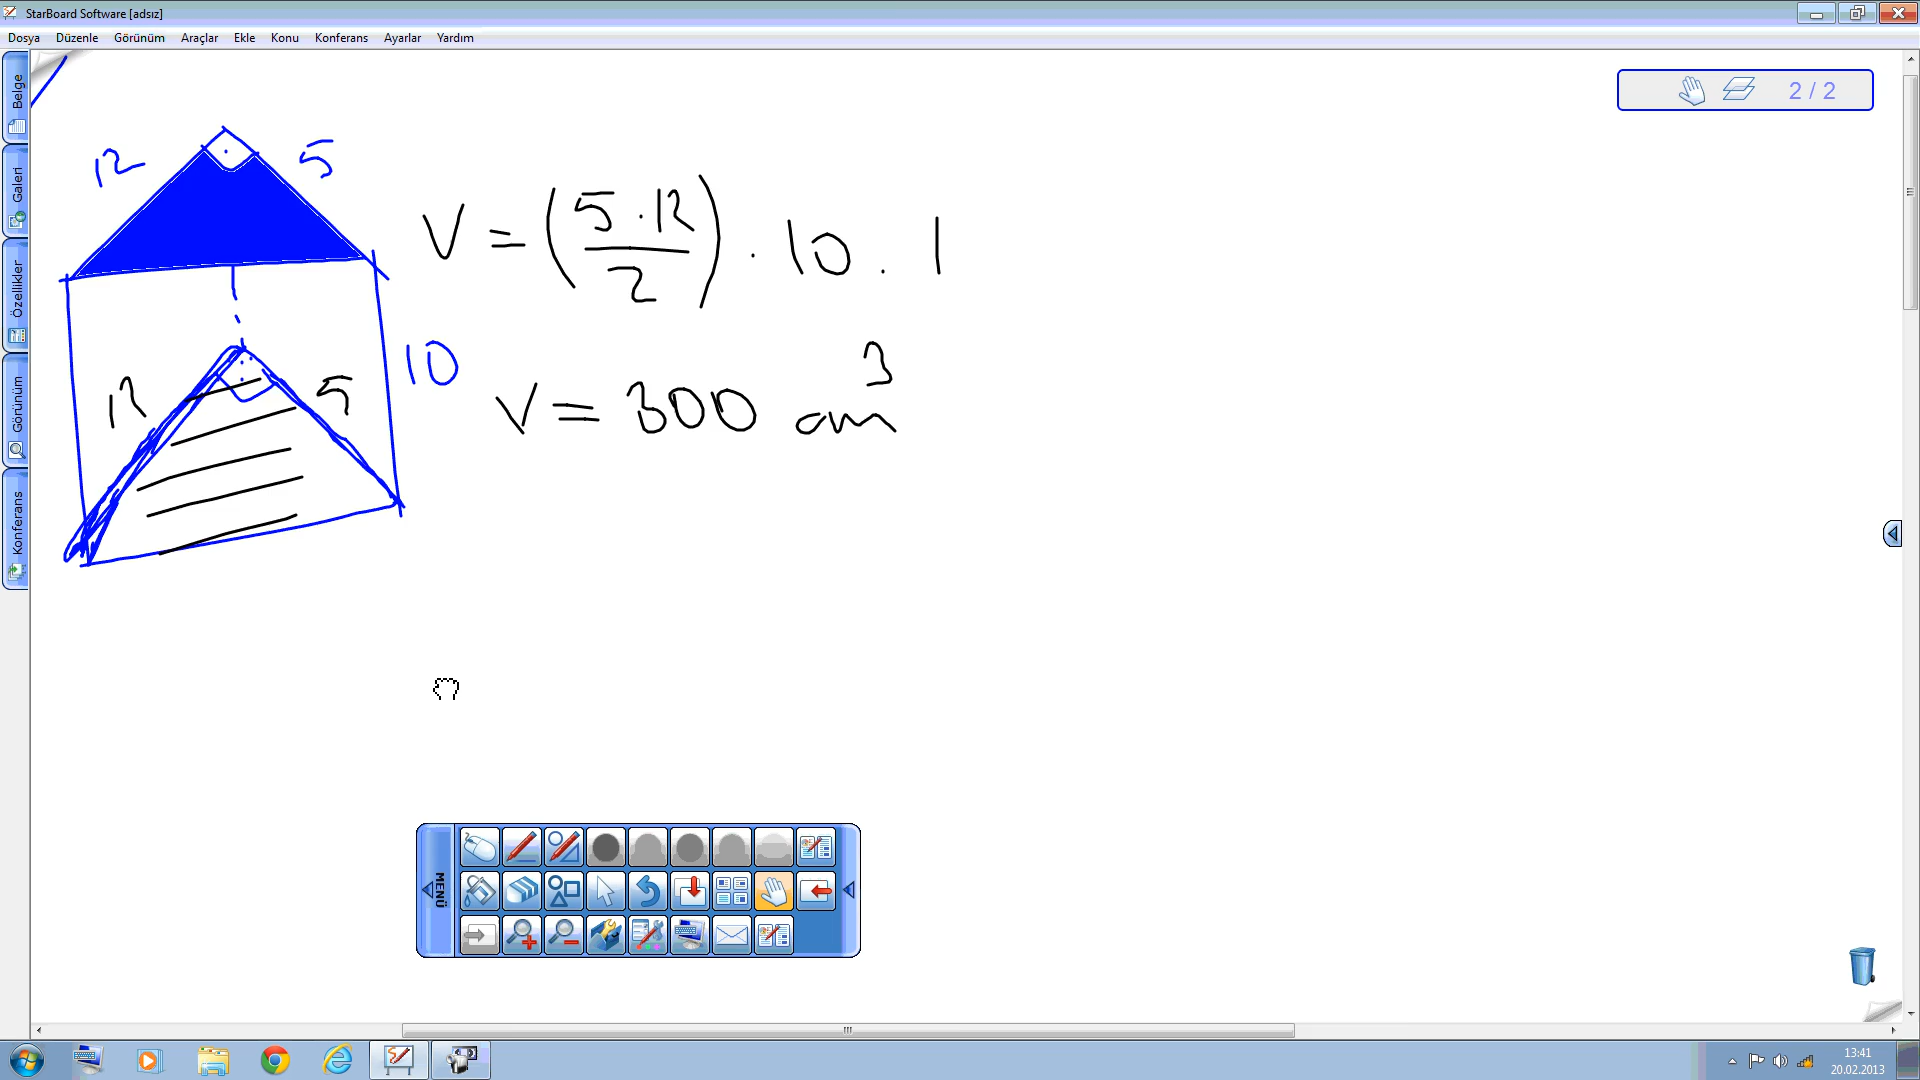 StarBoard Software [adsız]
Dosya Düzenle Görünüm Araçlar Ekle Konu Konferans Ayarlar Yardım
Belge
Galeri
Özellikler
Görünüm
Konferans
2 / 2
12 5
V = (5 · 12 / 2) · 10 . 1
10
12 5
V = 300 cm³
MENÜ
13:41
20.02.2013